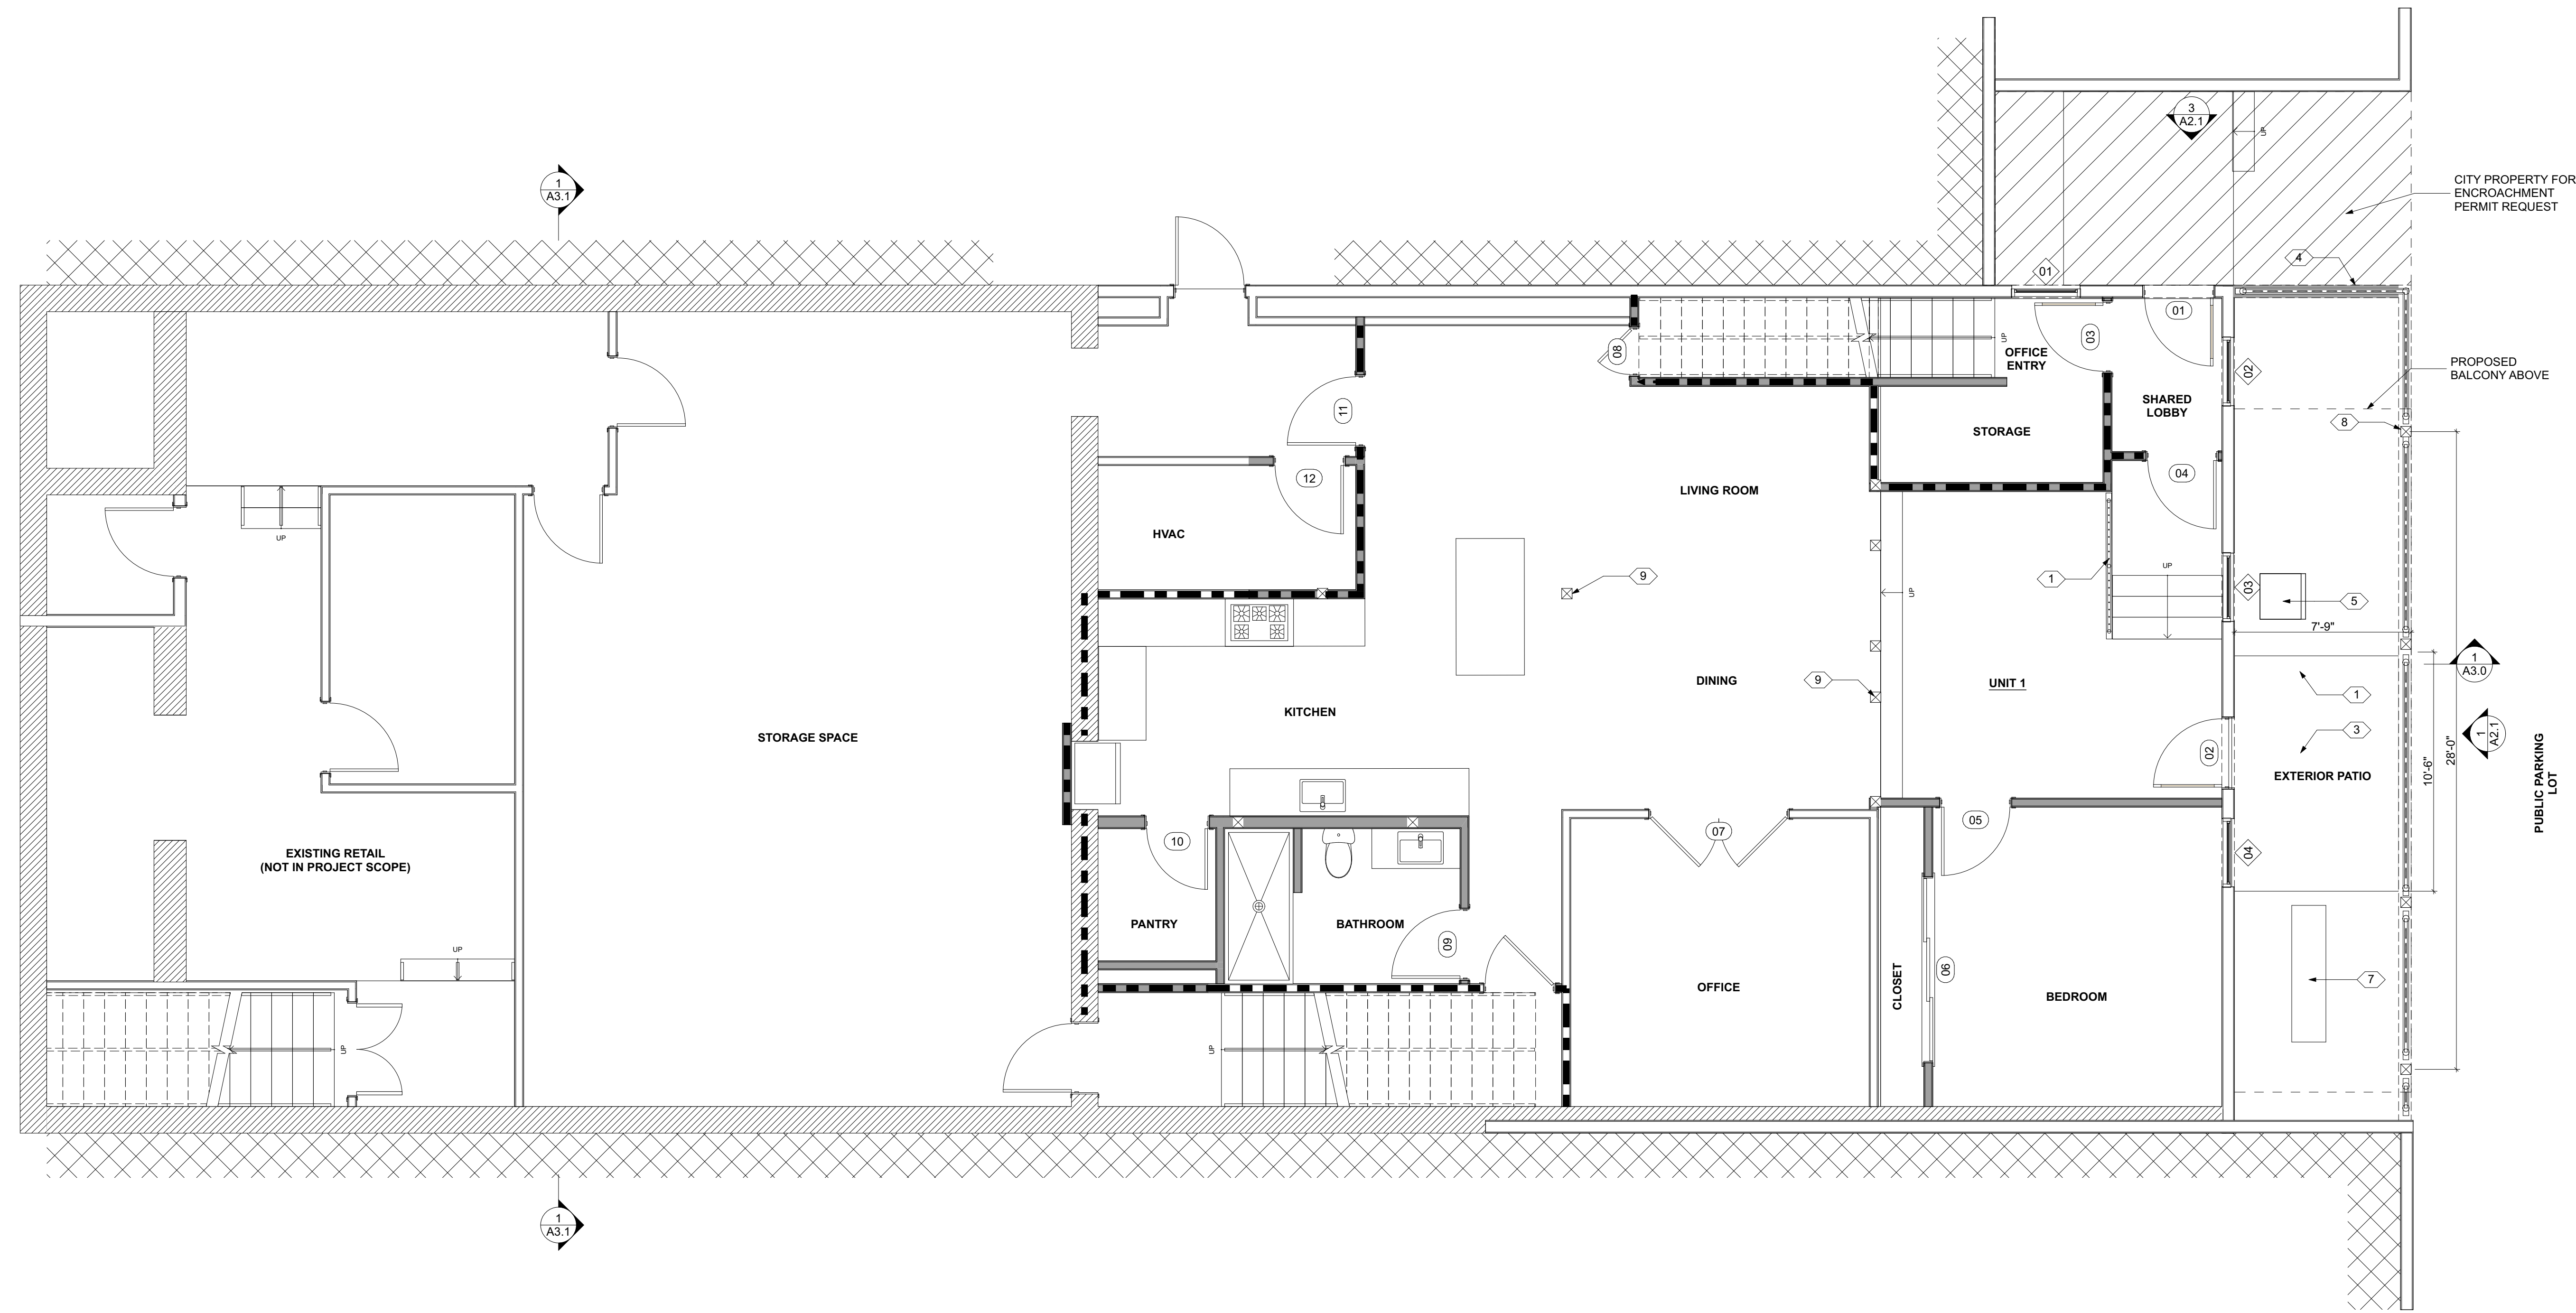 3
A2.1
UP
CITY PROPERTY FOR
ENCROACHMENT
PERMIT REQUEST
1
A3.1
4
01
01
03
08
UP
OFFICE
ENTRY
02
PROPOSED
BALCONY ABOVE
SHARED
LOBBY
8
11
STORAGE
04
12
LIVING ROOM
HVAC
UP
9
1
UP
03
5
UP
7'-9"
1
A3.0
DINING
9
UNIT 1
1
KITCHEN
3
1
A2.1
STORAGE SPACE
02
10'-6"
28'-0"
EXTERIOR PATIO
PUBLIC PARKING
LOT
05
07
10
04
EXISTING RETAIL
(NOT IN PROJECT SCOPE)
PANTRY
BATHROOM
09
UP
06
CLOSET
OFFICE
BEDROOM
7
UP
UP
1
A3.1